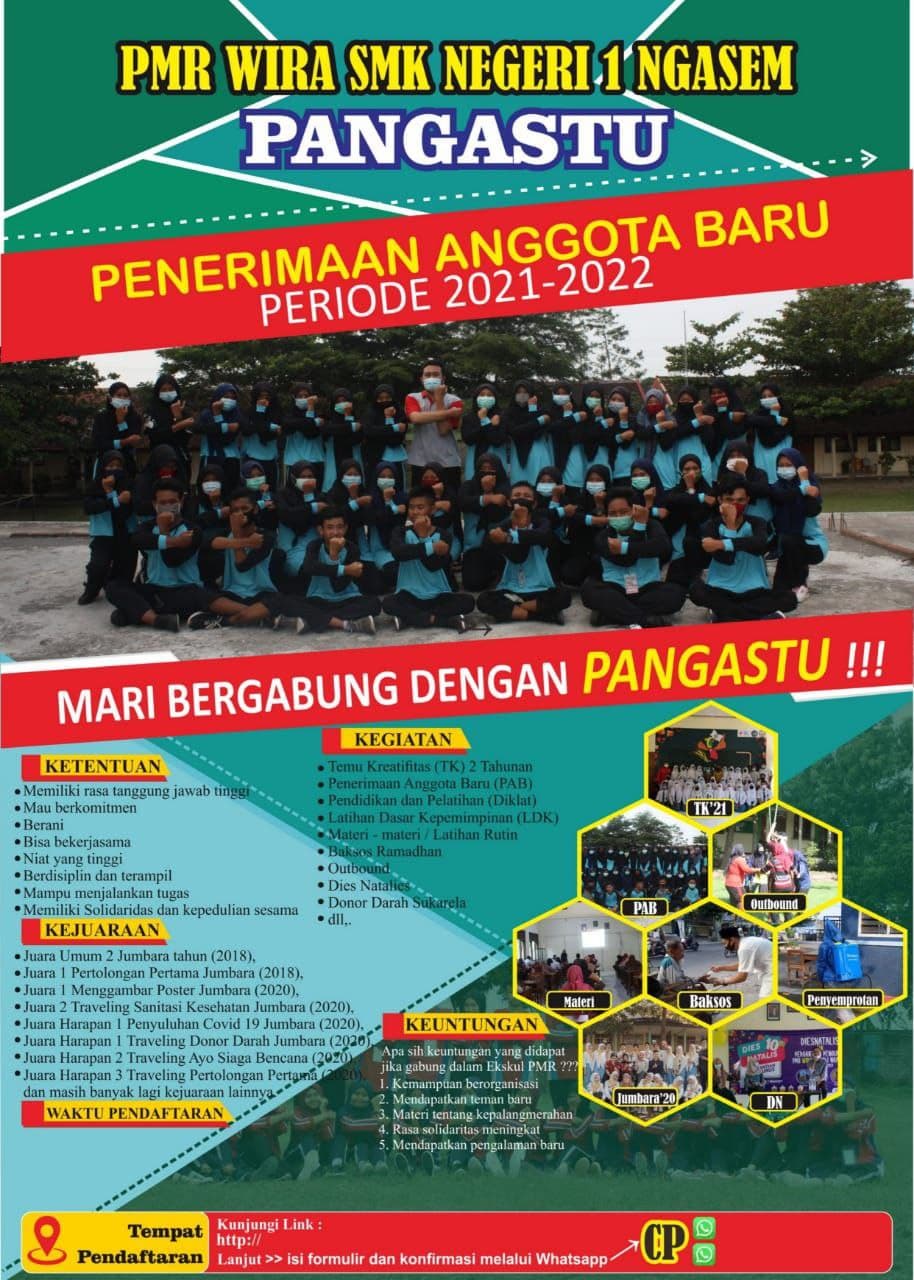 PMR WIRA SMK NEGERI 1 NGASEM
PANGASTU
PENERIMAAN ANGGOTA BARU
PERIODE 2021-2022
MARI BERGABUNG DENGAN PANGASTU !!!
KETENTUAN
• Memiliki rasa tanggung jawab tinggi
• Mau berkomitmen
• Berani
• Bisa bekerjasama
• Niat yang tinggi
• Berdisiplin dan terampil
• Mampu menjalankan tugas
• Memiliki Solidaridas dan kepedulian sesama
KEJUARAAN
• Juara Umum 2 Jumbara tahun (2018),
• Juara 1 Pertolongan Pertama Jumbara (2018),
• Juara 1 Menggambar Poster Jumbara (2020),
• Juara 2 Traveling Sanitasi Kesehatan Jumbara (2020),
• Juara Harapan 1 Penyuluhan Covid 19 Jumbara (2020),
• Juara Harapan 1 Traveling Donor Darah Jumbara (2020),
• Juara Harapan 2 Traveling Ayo Siaga Bencana (2020),
• Juara Harapan 3 Traveling Pertolongan Pertama (2020),
dan masih banyak lagi kejuaraan lainnya
WAKTU PENDAFTARAN
KEGIATAN
• Temu Kreatifitas (TK) 2 Tahunan
• Penerimaan Anggota Baru (PAB)
• Pendidikan dan Pelatihan (Diklat)
• Latihan Dasar Kepemimpinan (LDK)
• Materi - materi / Latihan Rutin
• Baksos Ramadhan
• Outbound
• Dies Natalies
• Donor Darah Sukarela
• dll,.
KEUNTUNGAN
Apa sih keuntungan yang didapat
jika gabung dalam Ekskul PMR ???
1. Kemampuan berorganisasi
2. Mendapatkan teman baru
3. Materi tentang kepalangmerahan
4. Rasa solidaritas meningkat
5. Mendapatkan pengalaman baru
TK'21
PAB
Outbound
Materi
Baksos
Penyemprotan
Jumbara'20
DIES
NATALIS
10
DIESNATALIS
DN
Tempat
Pendaftaran
Kunjungi Link :
http://
Lanjut >> isi formulir dan konfirmasi melalui Whatsapp
CP